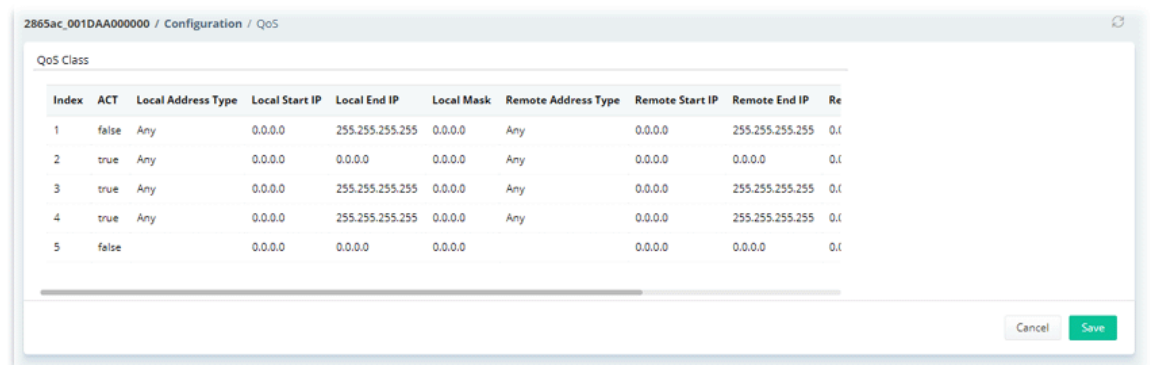 2865ac_001DAA000000 / Configuration / QoS
QoS Class
Index ACT Local Address Type Local Start IP Local End IP Local Mask Remote Address Type Remote Start IP Remote End IP Re
1 false Any 0.0.0.0 255.255.255.255 0.0.0.0 Any 0.0.0.0 255.255.255.255 0.(
2 true Any 0.0.0.0 0.0.0.0 0.0.0.0 Any 0.0.0.0 0.0.0.0 0.(
3 true Any 0.0.0.0 255.255.255.255 0.0.0.0 Any 0.0.0.0 255.255.255.255 0.(
4 true Any 0.0.0.0 255.255.255.255 0.0.0.0 Any 0.0.0.0 255.255.255.255 0.(
5 false 0.0.0.0 0.0.0.0 0.0.0.0 0.0.0.0 0.0.0.0 0.(
Cancel Save